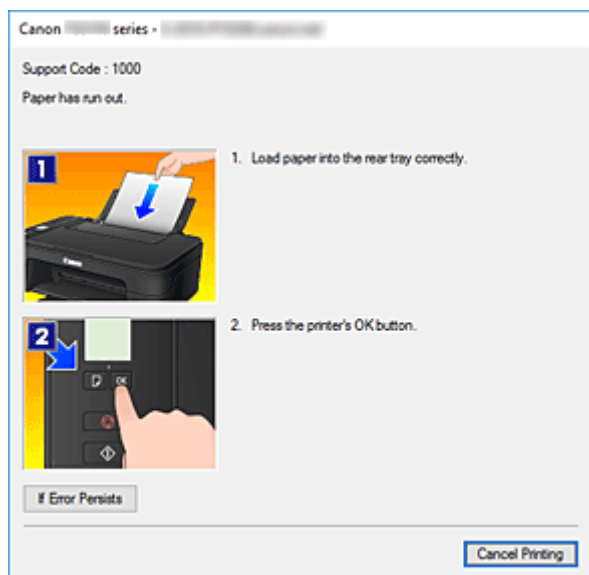 Canon series -
Support Code : 1000
Paper has run out.
1
1. Load paper into the rear tray correctly.
Canon
2
2. Press the printer's OK button.
OK
If Error Persists
Cancel Printing